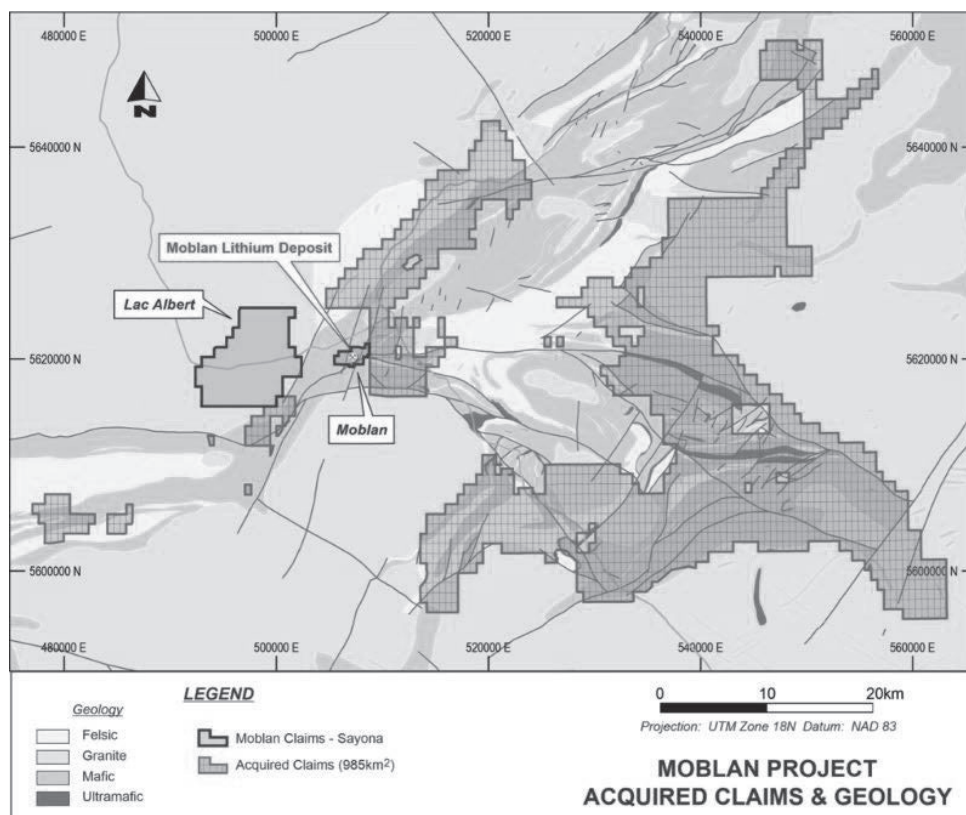 480000 E
500000 E
520000 E
540000 E
560000 E
N
5640000 N
5640000 N
Moblan Lithium Deposit
Lac Albert
5620000 N
5620000 N
Moblan
5600000 N
5600000 N
480000 E
500000 E
520000 E
540000 E
560000 E
LEGEND
Geology
Felsic
Granite
Mafic
Ultramafic
Moblan Claims - Sayona
Acquired Claims (985km²)
0 10 20km
Projection: UTM Zone 18N Datum: NAD 83
MOBLAN PROJECT
ACQUIRED CLAIMS & GEOLOGY